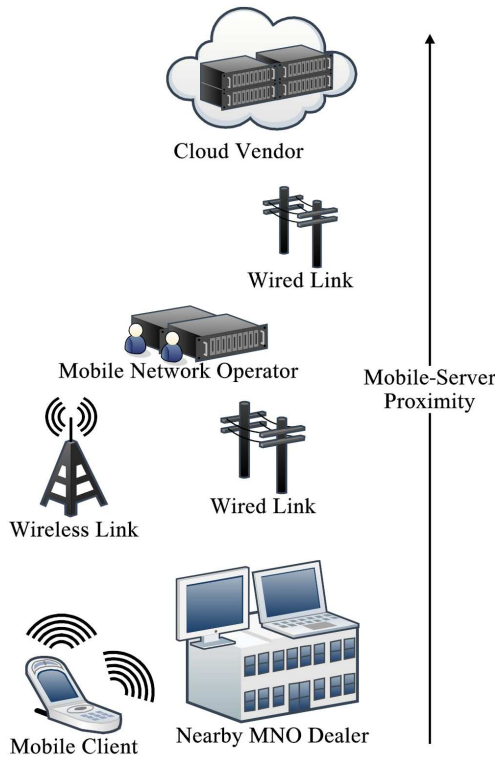 Cloud Vendor
Wired Link
Mobile Network Operator
Mobile-Server
Proximity
Wired Link
Wireless Link
Nearby MNO Dealer
Mobile Client